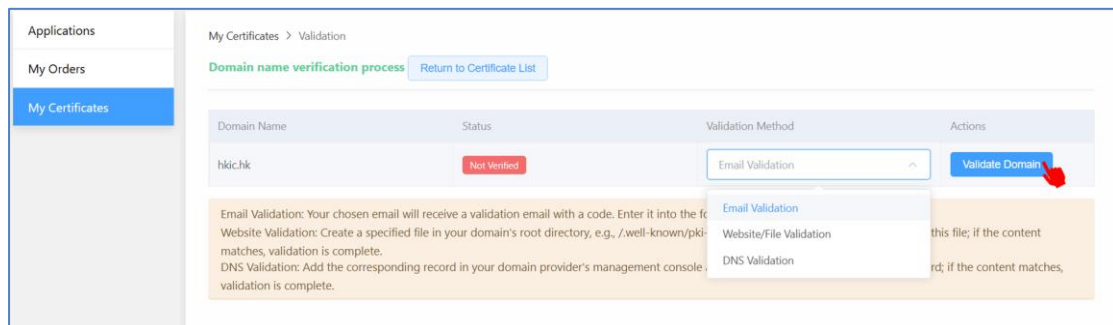 Applications
My Orders
My Certificates
My Certificates > Validation
Domain name verification process Return to Certificate List
Domain Name Status Validation Method Actions
hkic.hk Not Verified Email Validation Validate Domain
Email Validation
Website/File Validation
DNS Validation
Email Validation: Your chosen email will receive a validation email with a code. Enter it into the
Website Validation: Create a specified file in your domain's root directory, e.g., /.well-known/pki- this file; if the content
matches, validation is complete.
DNS Validation: Add the corresponding record in your domain provider's management console if the content matches,
validation is complete.